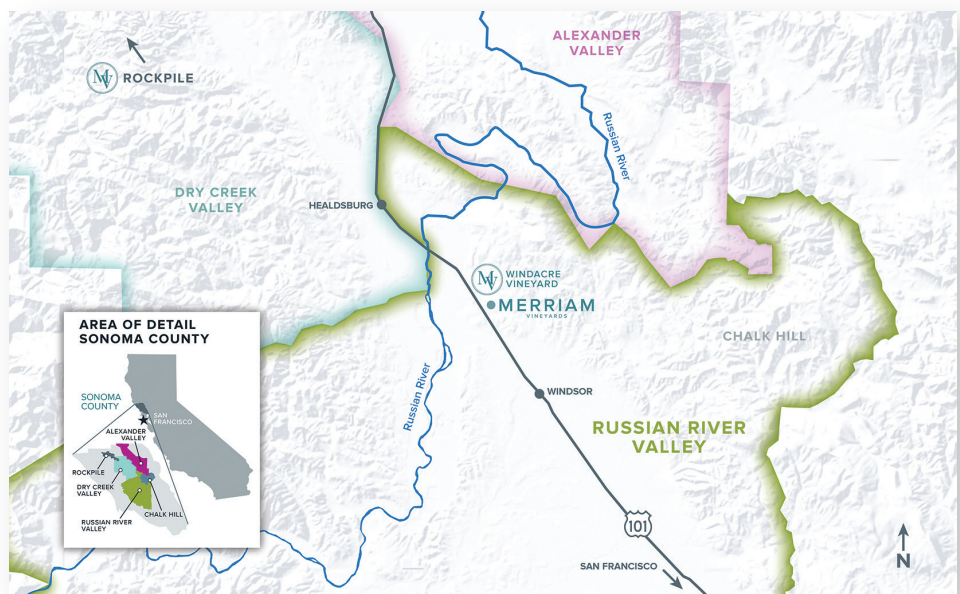 ALEXANDER
VALLEY
MV ROCKPILE
Russian River
DRY CREEK
VALLEY
HEALDSBURG
MV WINDACRE
VINEYARD
MERRIAM
VINEYARDS
CHALK HILL
AREA OF DETAIL
SONOMA COUNTY
SONOMA
COUNTY
SAN
FRANCISCO
ALEXANDER
VALLEY
ROCKPILE
DRY CREEK
VALLEY
CHALK HILL
RUSSIAN RIVER
VALLEY
Russian River
WINDSOR
RUSSIAN RIVER
VALLEY
101
SAN FRANCISCO
N